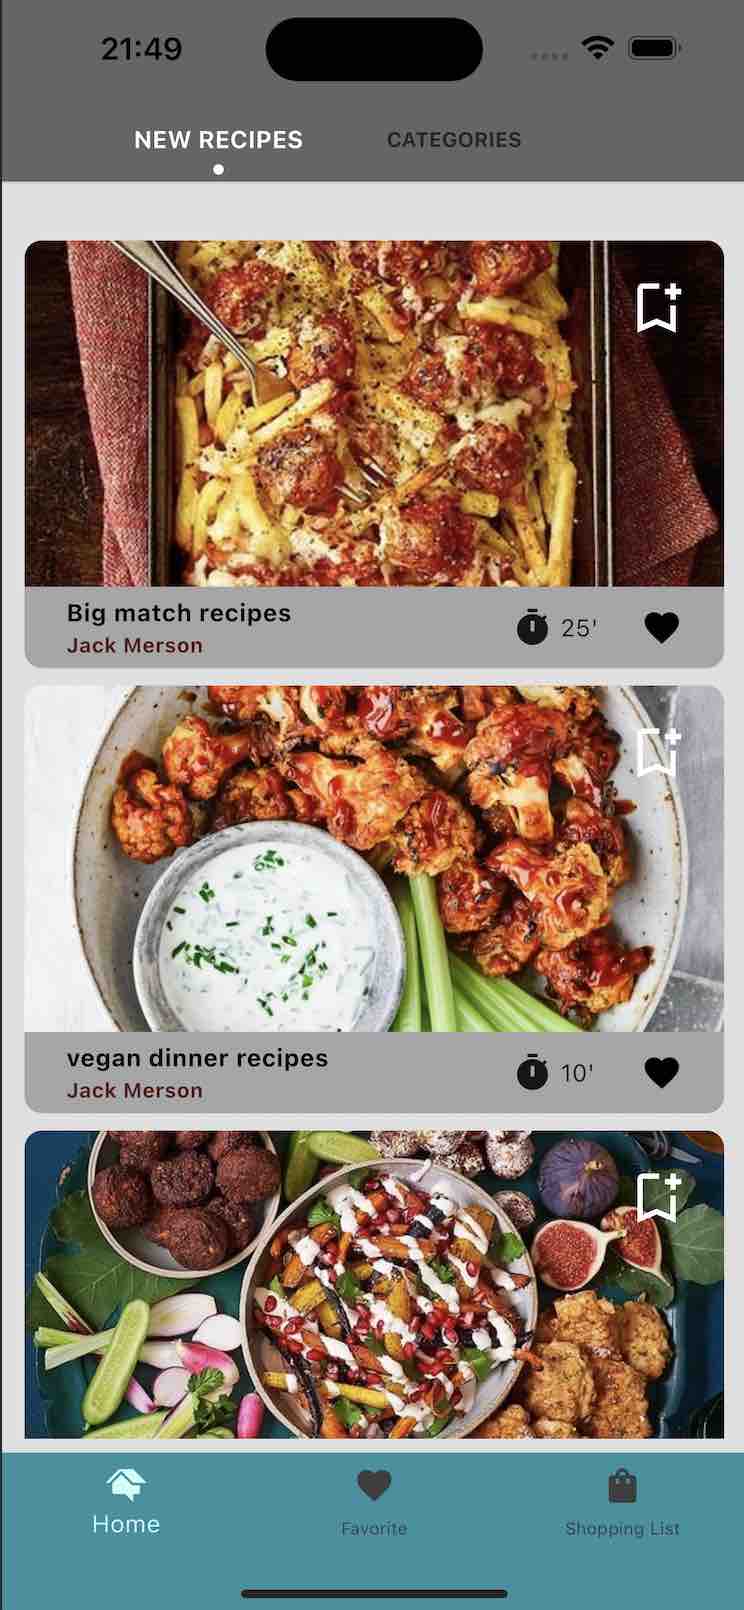 21:49
NEW RECIPES
CATEGORIES
Big match recipes
Jack Merson
25'
vegan dinner recipes
Jack Merson
10'
Home
Favorite
Shopping List